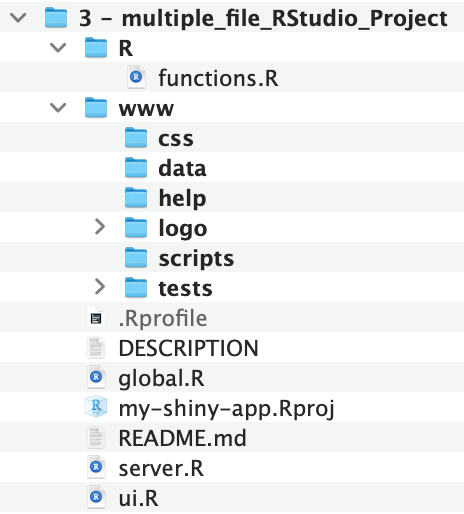 3 - multiple_file_RStudio_Project
R
functions.R
www
css
data
help
logo
scripts
tests
.Rprofile
DESCRIPTION
global.R
my-shiny-app.Rproj
README.md
server.R
ui.R